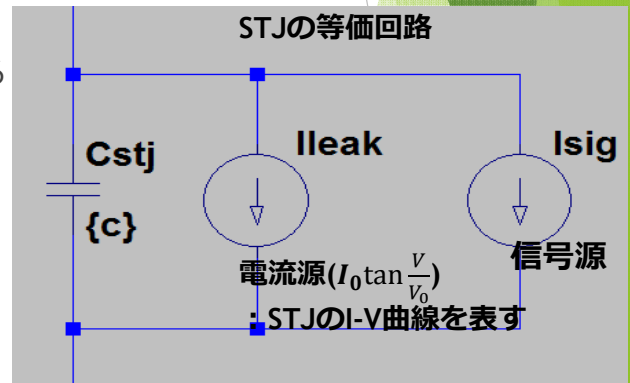 STJの等価回路
Cstj
{c}
Ileak
Isig
信号源
電流源(I₀tan V/V₀)
:STJのI-V曲線を表す